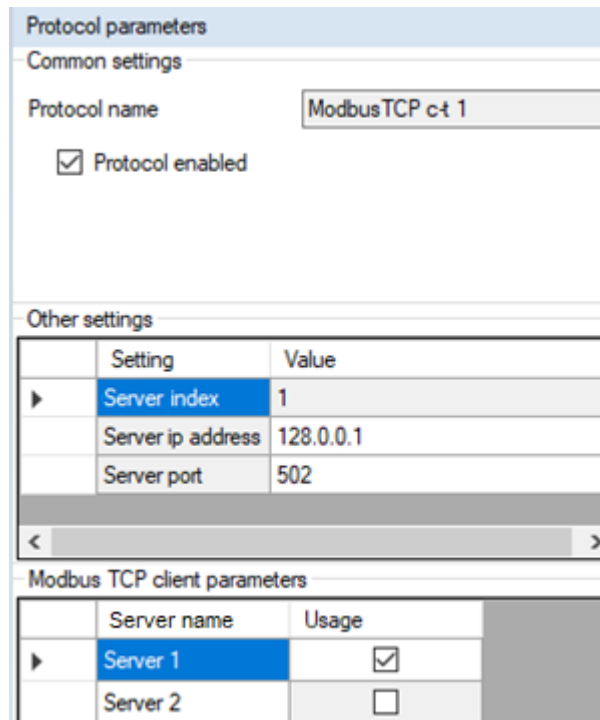 Protocol parameters
Common settings
Protocol name ModbusTCP c-t 1
Protocol enabled
Other settings
Setting Value
Server index 1
Server ip address 128.0.0.1
Server port 502
Modbus TCP client parameters
Server name Usage
Server 1
Server 2